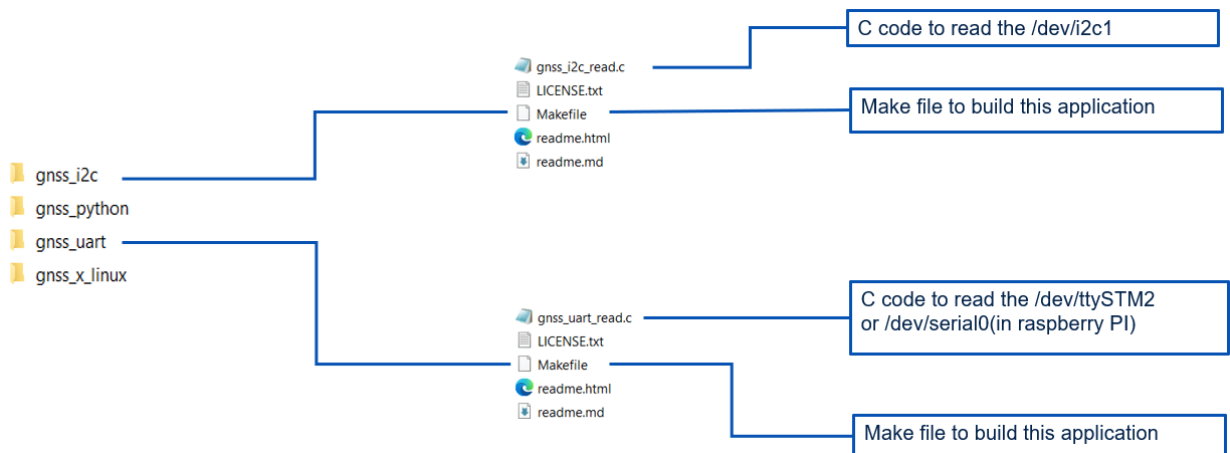 gnss_i2c
gnss_python
gnss_uart
gnss_x_linux
gnss_i2c_read.c
LICENSE.txt
Makefile
readme.html
readme.md
C code to read the /dev/i2c1
Make file to build this application
gnss_uart_read.c
LICENSE.txt
Makefile
readme.html
readme.md
C code to read the /dev/ttySTM2
or /dev/serial0(in raspberry PI)
Make file to build this application